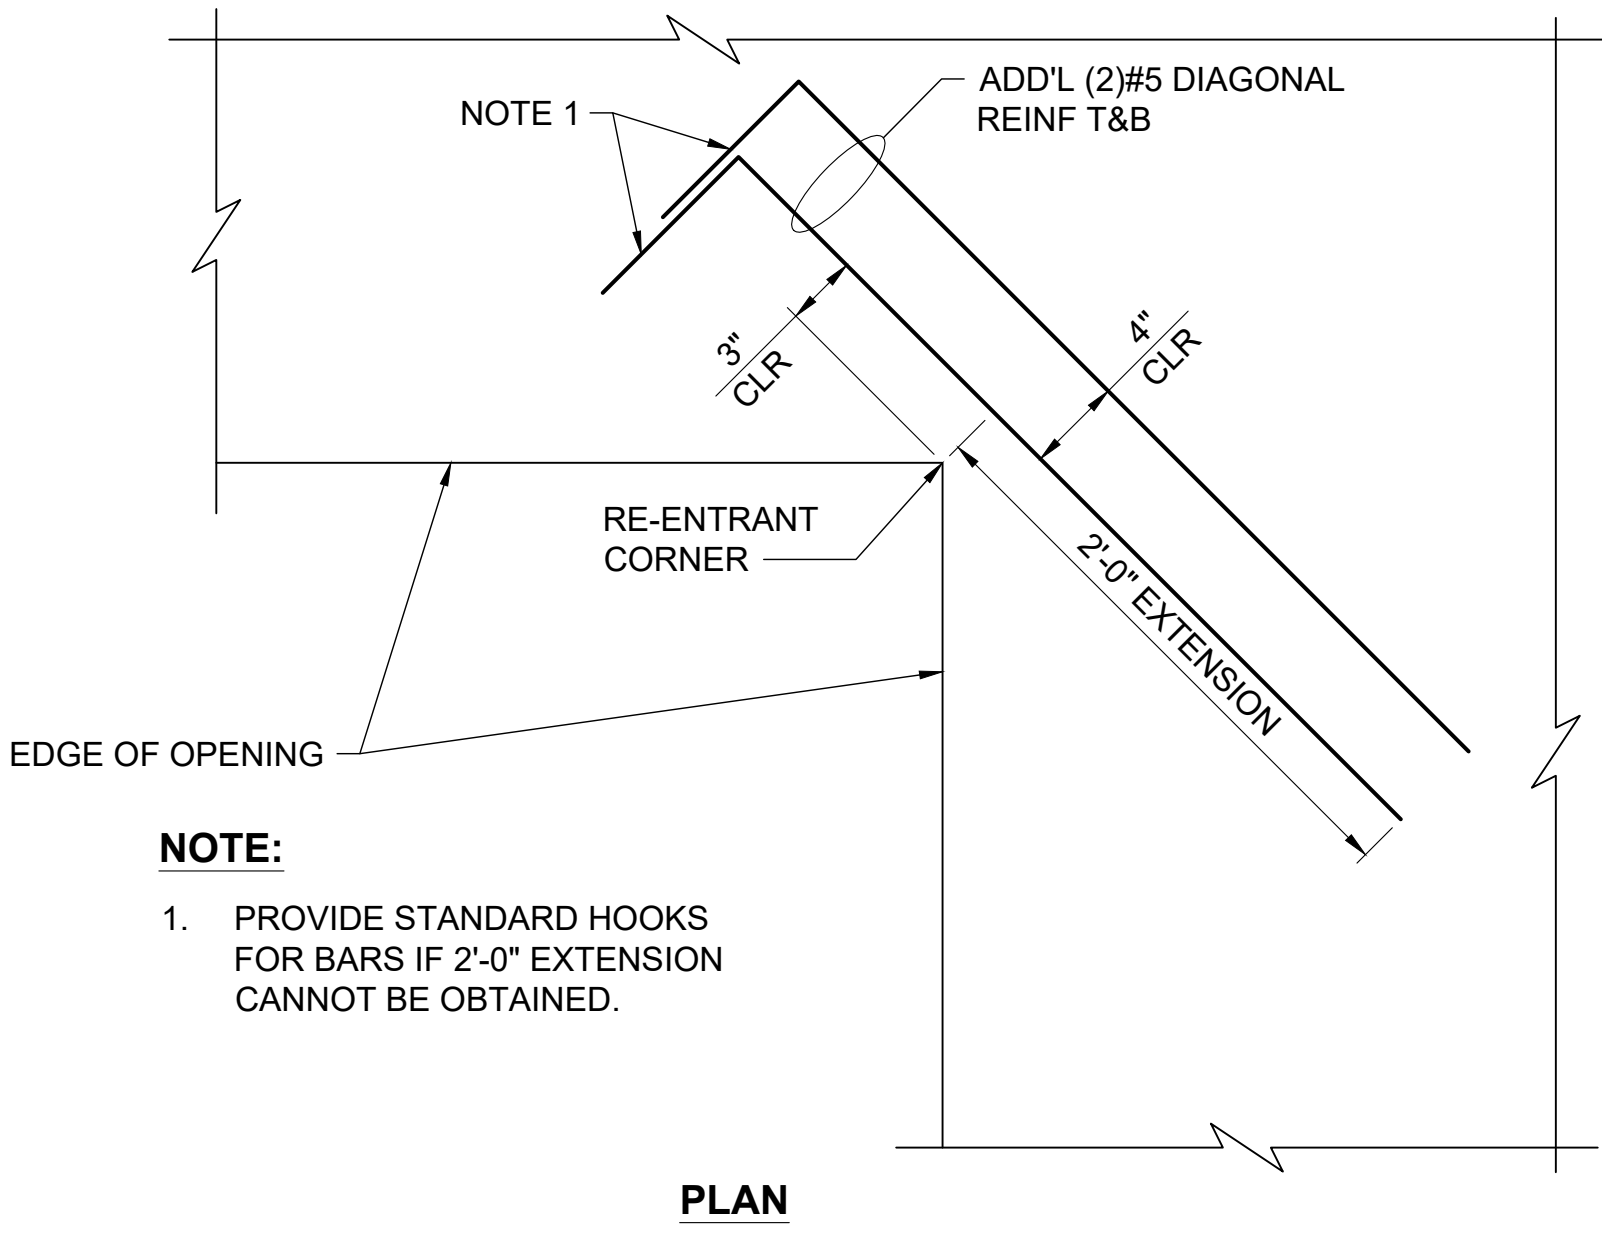 ADD'L (2)#5 DIAGONAL
REINF T&B
NOTE 1
4"
CLR
3"
CLR
RE-ENTRANT
CORNER
2'-0" EXTENSION
EDGE OF OPENING
NOTE:
1. PROVIDE STANDARD HOOKS
FOR BARS IF 2'-0" EXTENSION
CANNOT BE OBTAINED.
PLAN